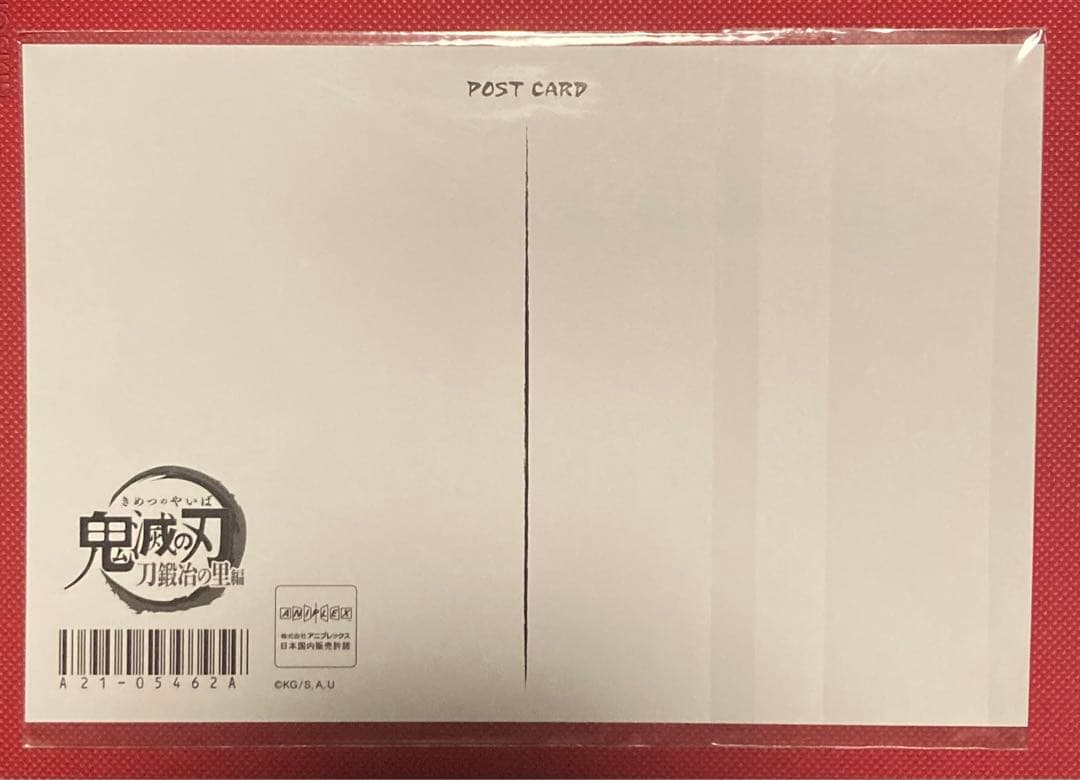 POST CARD
きめつのやいば
鬼滅の刃
刀鍛冶の里編
ANIPLEX
株式会社アニプレックス
日本国内販売許諾
A21-05462A
©KG/S,A,U